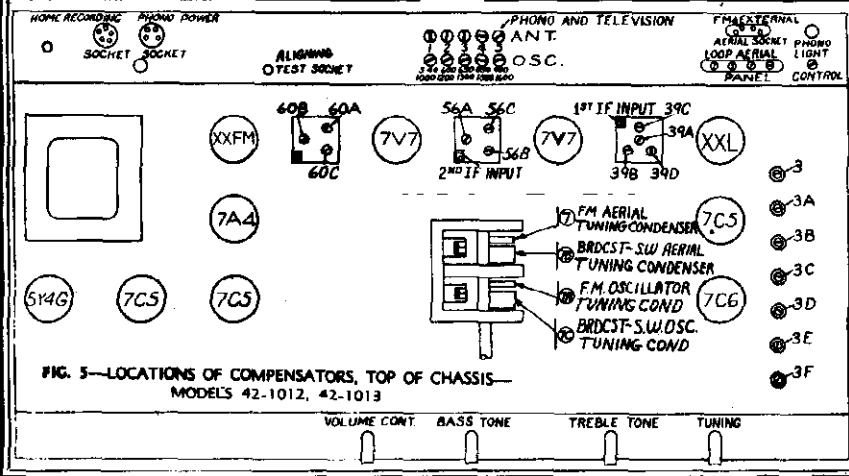 HOME RECORDING
PHONO POWER
SOCKET
SOCKET
ALIGNING
TEST SOCKET
PHONO AND TELEVISION
ANT.
1 2 3 4 5
OSC.
FM EXTERNAL
AERIAL SOCKET
LOOP AERIAL
PANEL
PHONO
LIGHT
CONTROL
60B 60A
60C
56A 56C
56B
2ND IF INPUT
1ST IF INPUT 39C
39A
39B 39D
XXFM
7V7
7V7
XXL
7A4
7C5
5Y4G
7C5
7C5
7C6
7 FM AERIAL
TUNING CONDENSER
BRDCST-S.W AERIAL
TUNING CONDENSER
F.M. OSCILLATOR
TUNING COND
BRDCST-S.W.OSC.
TUNING COND
3
3A
3B
3C
3D
3E
3F
FIG. 5—LOCATIONS OF COMPENSATORS, TOP OF CHASSIS—
MODELS 42-1012, 42-1013
VOLUME CONT.
BASS TONE
TREBLE TONE
TUNING